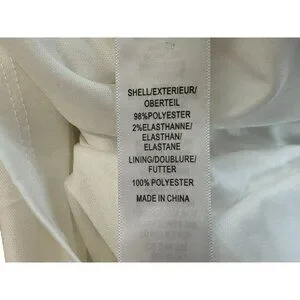 SHELL/EXTERIEUR/
OBERTEIL
98%POLYESTER
2%ELASTHANNE/
ELASTHAN/
ELASTANE
LINING/DOUBLURE/
FUTTER
100%POLYESTER
MADE IN CHINA